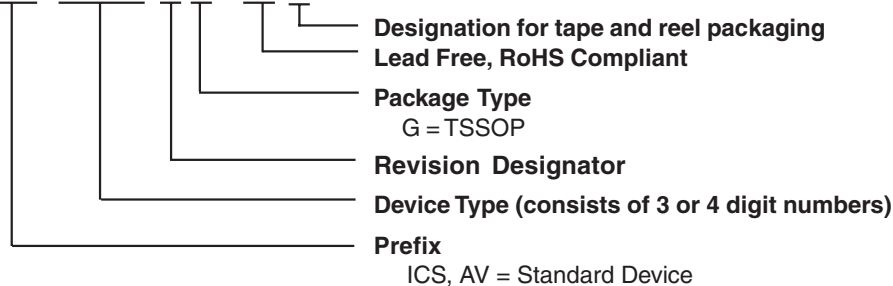 Designation for tape and reel packaging
Lead Free, RoHS Compliant
Package Type
G = TSSOP
Revision Designator
Device Type (consists of 3 or 4 digit numbers)
Prefix
ICS, AV = Standard Device